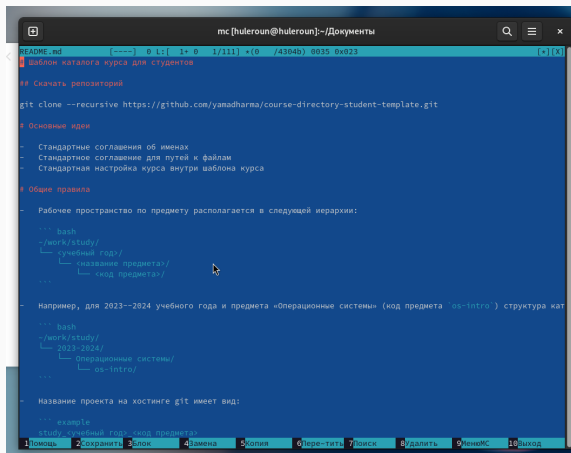 mc [huleroun@huleroun]:~/Документы
README.md [----] 0 L:[ 1+ 0 1/111] *(0 /4304b) 0035 0x023 [*][X]
# Шаблон каталога курса для студентов
## Скачать репозиторий
git clone --recursive https://github.com/yamadharma/course-directory-student-template.git
# Основные идеи
- Стандартные соглашения об именах
- Стандартное соглашение для путей к файлам
- Стандартная настройка курса внутри шаблона курса
# Общие правила
- Рабочее пространство по предмету располагается в следующей иерархии:
``` bash
~/work/study/
└── <учебный год>/
└── <название предмета>/
└── <код предмета>/
```
- Например, для 2023--2024 учебного года и предмета «Операционные системы» (код предмета `os-intro`) структура кат
``` bash
~/work/study/
└── 2023-2024/
└── Операционные системы/
└── os-intro/
```
- Название проекта на хостинге git имеет вид:
``` example
study_<учебный год>_<код предмета>
1Помощь 2Сохранить 3Блок 4Замена 5Копия 6Пере~тить 7Поиск 8Удалить 9МенюMC 10Выход